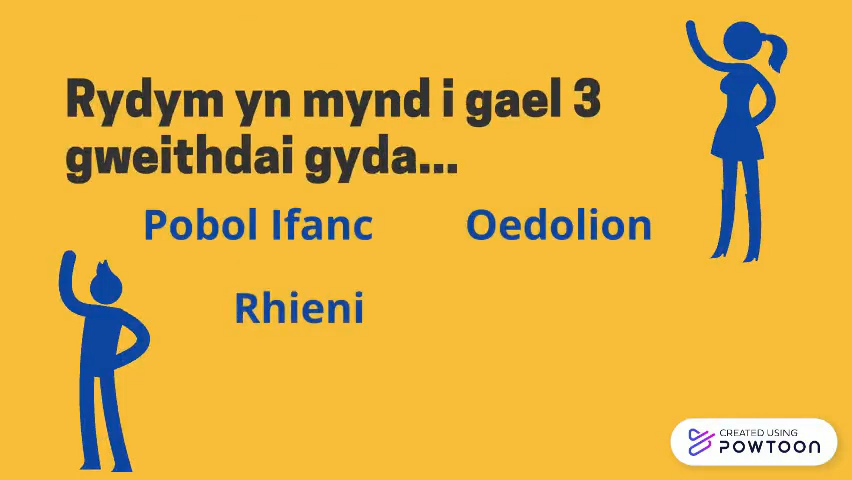 Rydym yn mynd i gael 3
gweithdai gyda...
Pobol Ifanc
Oedolion
Rhieni
CREATED USING
POWTOON